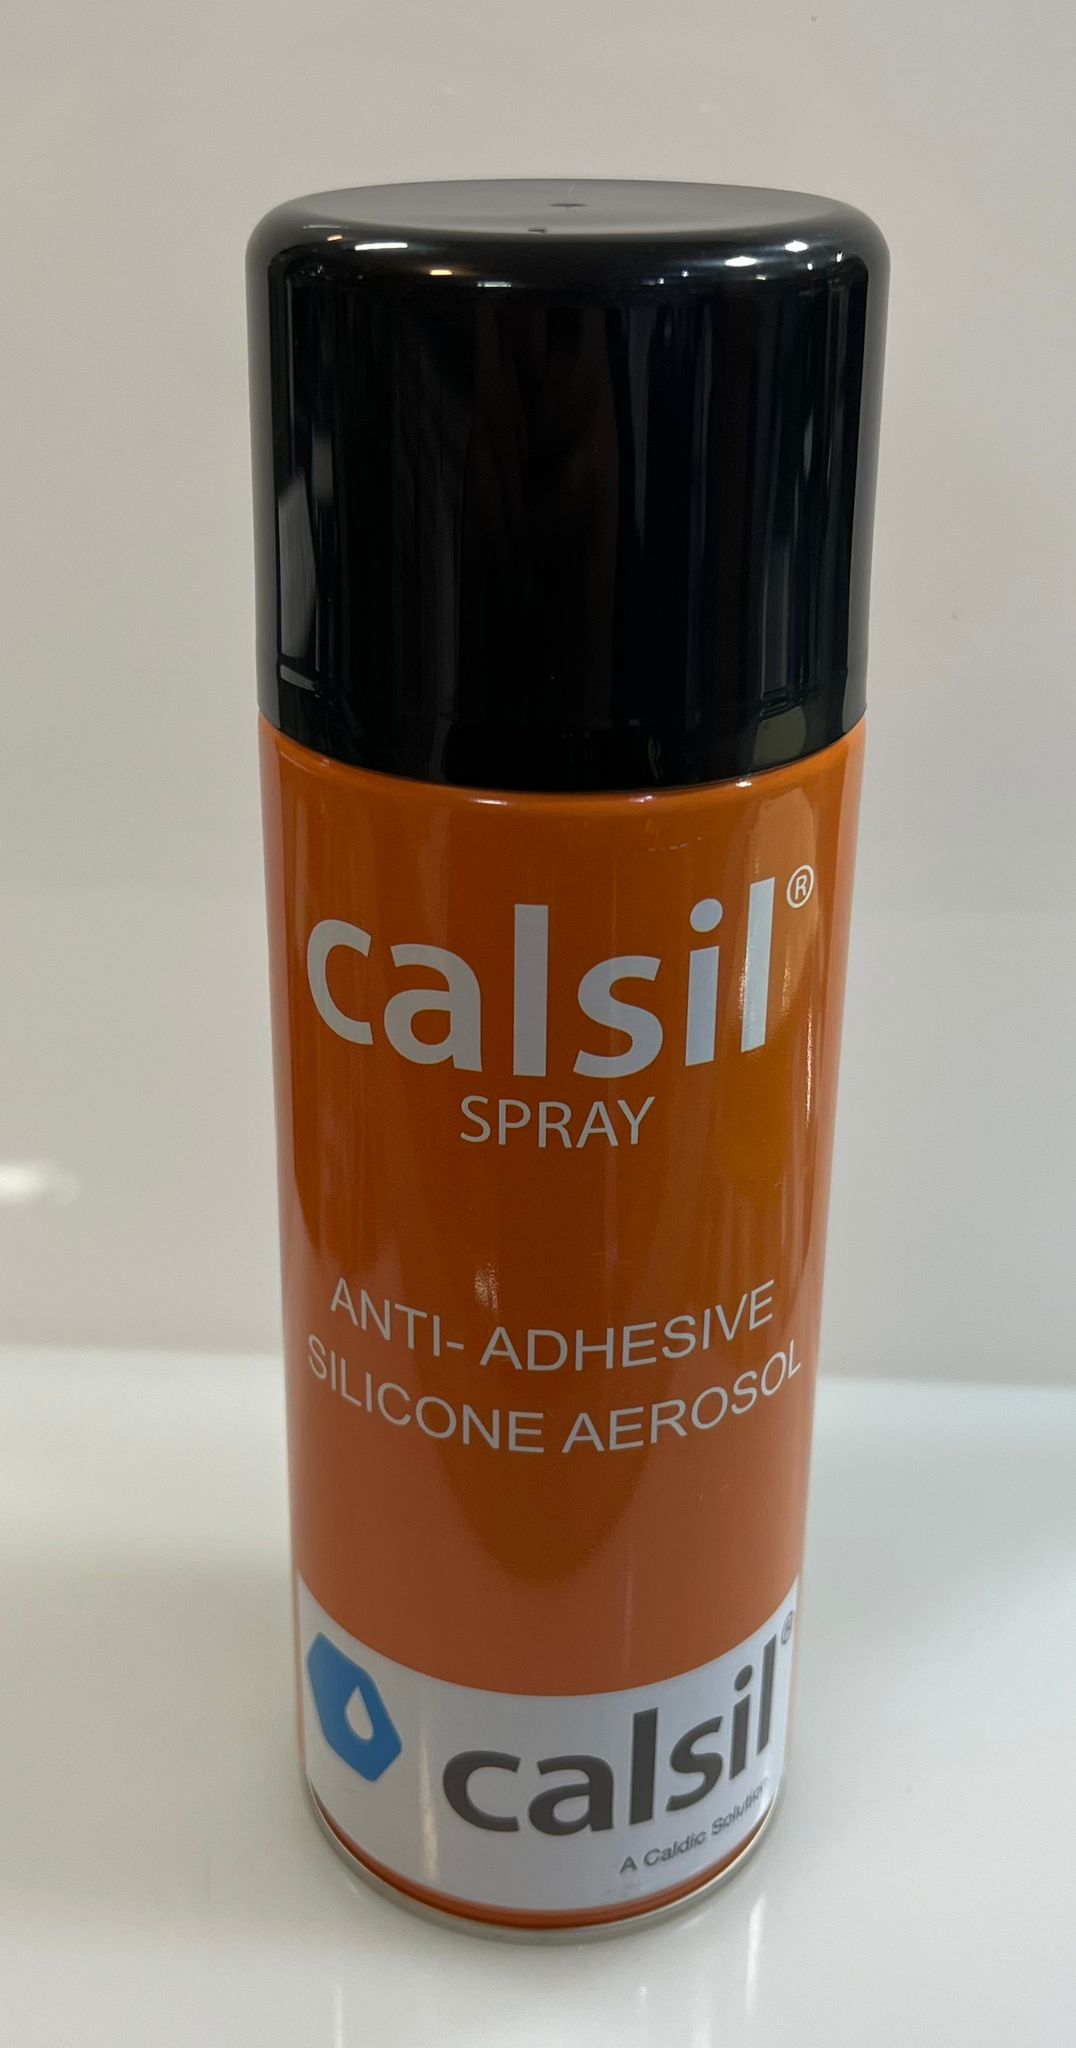 calsil®
SPRAY
ANTI- ADHESIVE
SILICONE AEROSOL
calsil®
A Caldic Solution